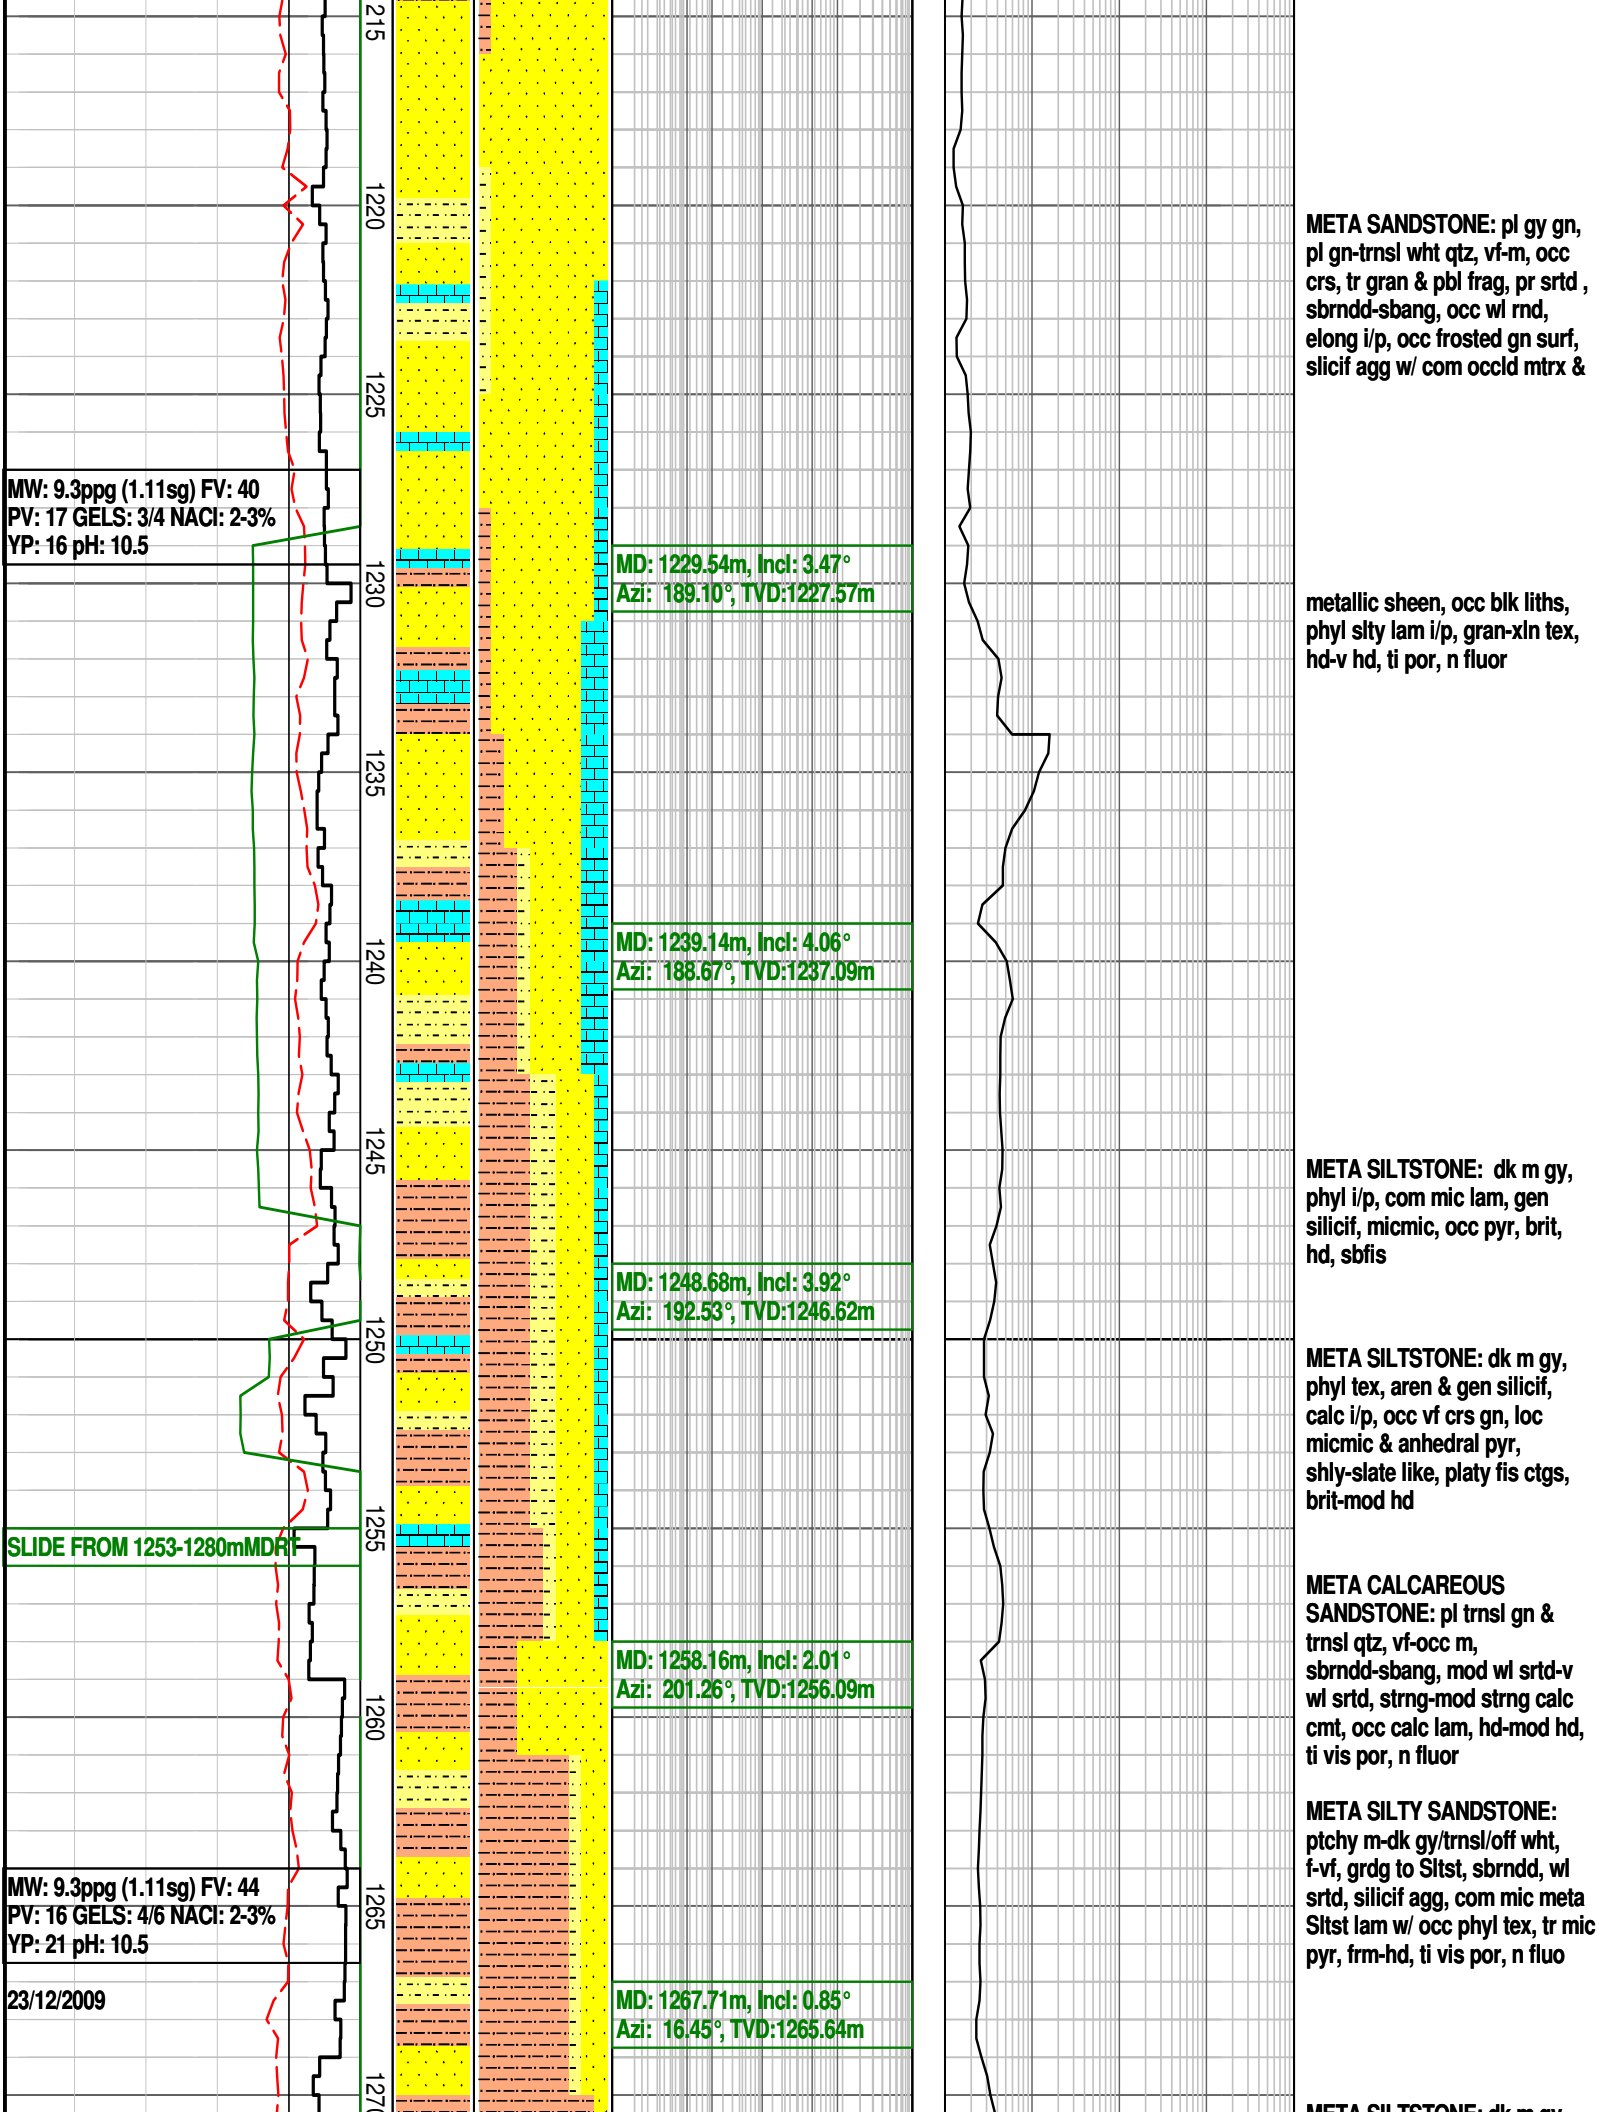 1215
1220
1225
1230
1235
1240
1245
1250
1255
1260
1265
1270
MW: 9.3ppg (1.11sg) FV: 40
PV: 17 GELS: 3/4 NACl: 2-3%
YP: 16 pH: 10.5
SLIDE FROM 1253-1280mMDRT
MW: 9.3ppg (1.11sg) FV: 44
PV: 16 GELS: 4/6 NACl: 2-3%
YP: 21 pH: 10.5
23/12/2009
MD: 1229.54m, Incl: 3.47°
Azi: 189.10°, TVD:1227.57m
MD: 1239.14m, Incl: 4.06°
Azi: 188.67°, TVD:1237.09m
MD: 1248.68m, Incl: 3.92°
Azi: 192.53°, TVD:1246.62m
MD: 1258.16m, Incl: 2.01°
Azi: 201.26°, TVD:1256.09m
MD: 1267.71m, Incl: 0.85°
Azi: 16.45°, TVD:1265.64m
META SANDSTONE: pl gy gn,
pl gn-trnsl wht qtz, vf-m, occ
crs, tr gran & pbl frag, pr srtd ,
sbrndd-sbang, occ wl rnd,
elong i/p, occ frosted gn surf,
slicif agg w/ com occld mtrx &
metallic sheen, occ blk liths,
phyl slty lam i/p, gran-xln tex,
hd-v hd, ti por, n fluor
META SILTSTONE: dk m gy,
phyl i/p, com mic lam, gen
silicif, micmic, occ pyr, brit,
hd, sbfis
META SILTSTONE: dk m gy,
phyl tex, aren & gen silicif,
calc i/p, occ vf crs gn, loc
micmic & anhedral pyr,
shly-slate like, platy fis ctgs,
brit-mod hd
META CALCAREOUS
SANDSTONE: pl trnsl gn &
trnsl qtz, vf-occ m,
sbrndd-sbang, mod wl srtd-v
wl srtd, strng-mod strng calc
cmt, occ calc lam, hd-mod hd,
ti vis por, n fluor
META SILTY SANDSTONE:
ptchy m-dk gy/trnsl/off wht,
f-vf, grdg to Sltst, sbrndd, wl
srtd, silicif agg, com mic meta
Sltst lam w/ occ phyl tex, tr mic
pyr, frm-hd, ti vis por, n fluo
META SILTSTONE: dk m gy